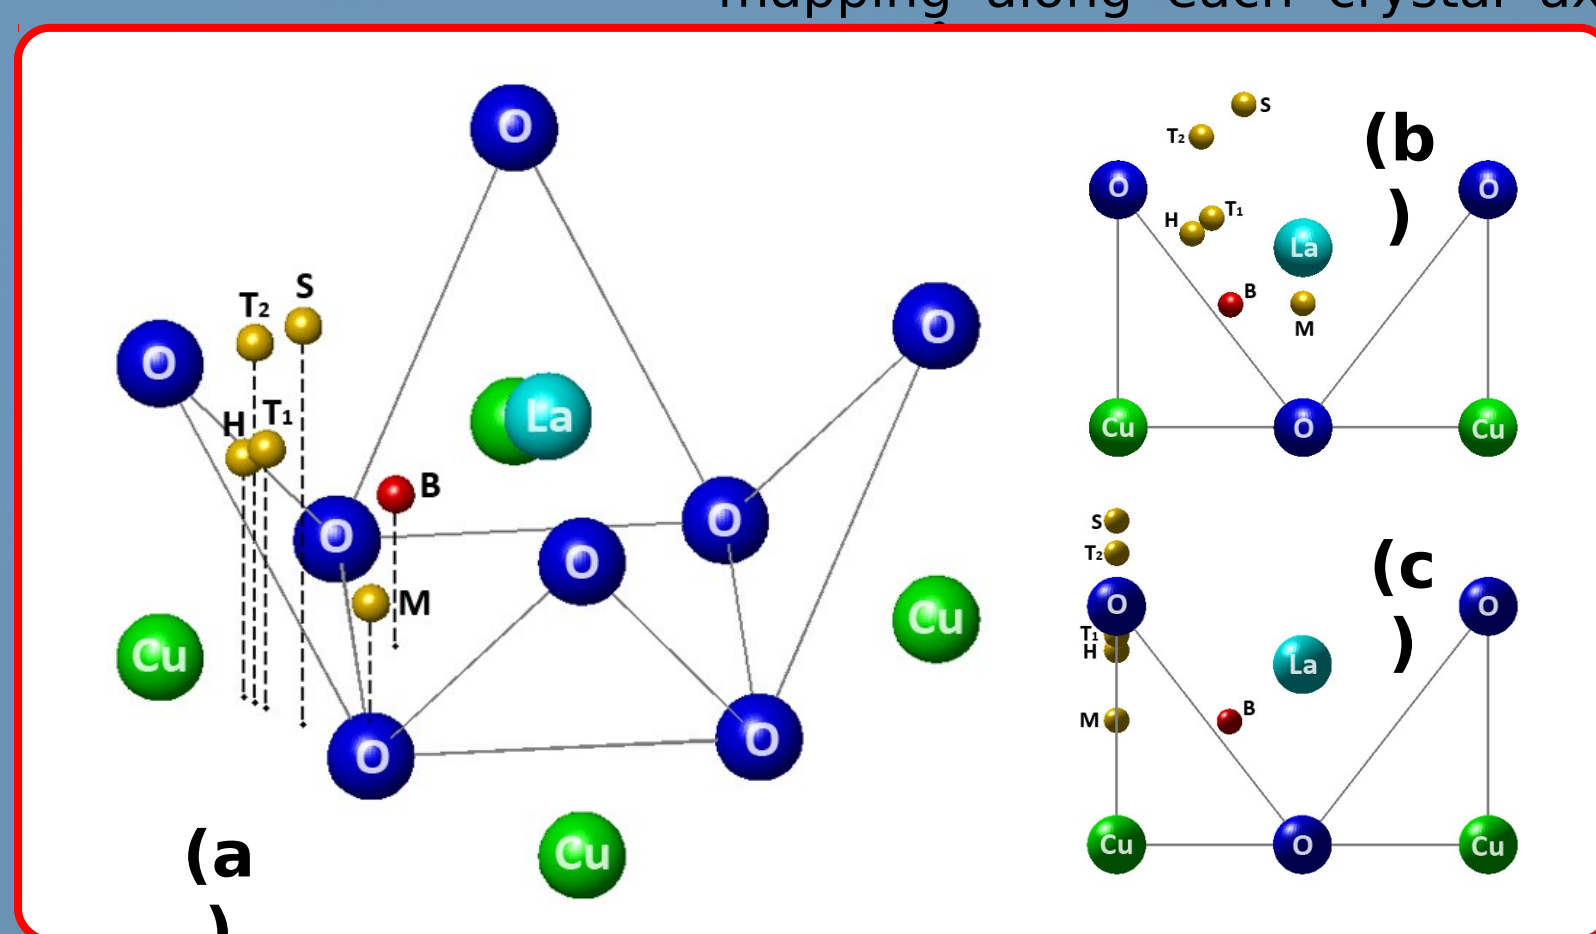 mapping along each crystal ax
O
S
T₂
O
H
T₁
O
La
B
O
O
O
M
Cu
Cu
O
O
Cu
(a
)
S
T₂
(b
)
O
O
H
T₁
La
B
M
Cu
O
Cu
S
T₂
(c
)
O
O
T₁
H
La
M
B
Cu
O
Cu